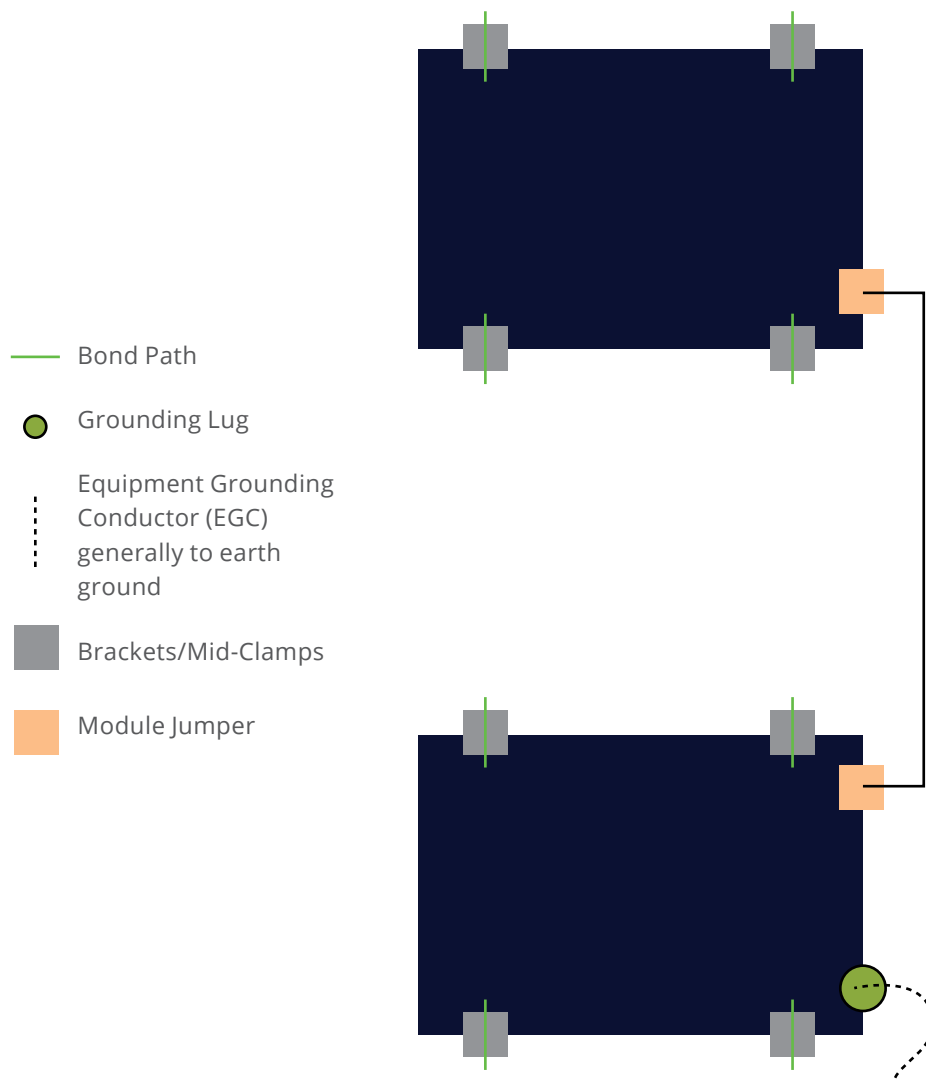 Bond Path
Grounding Lug
Equipment Grounding
Conductor (EGC)
generally to earth
ground
Brackets/Mid-Clamps
Module Jumper